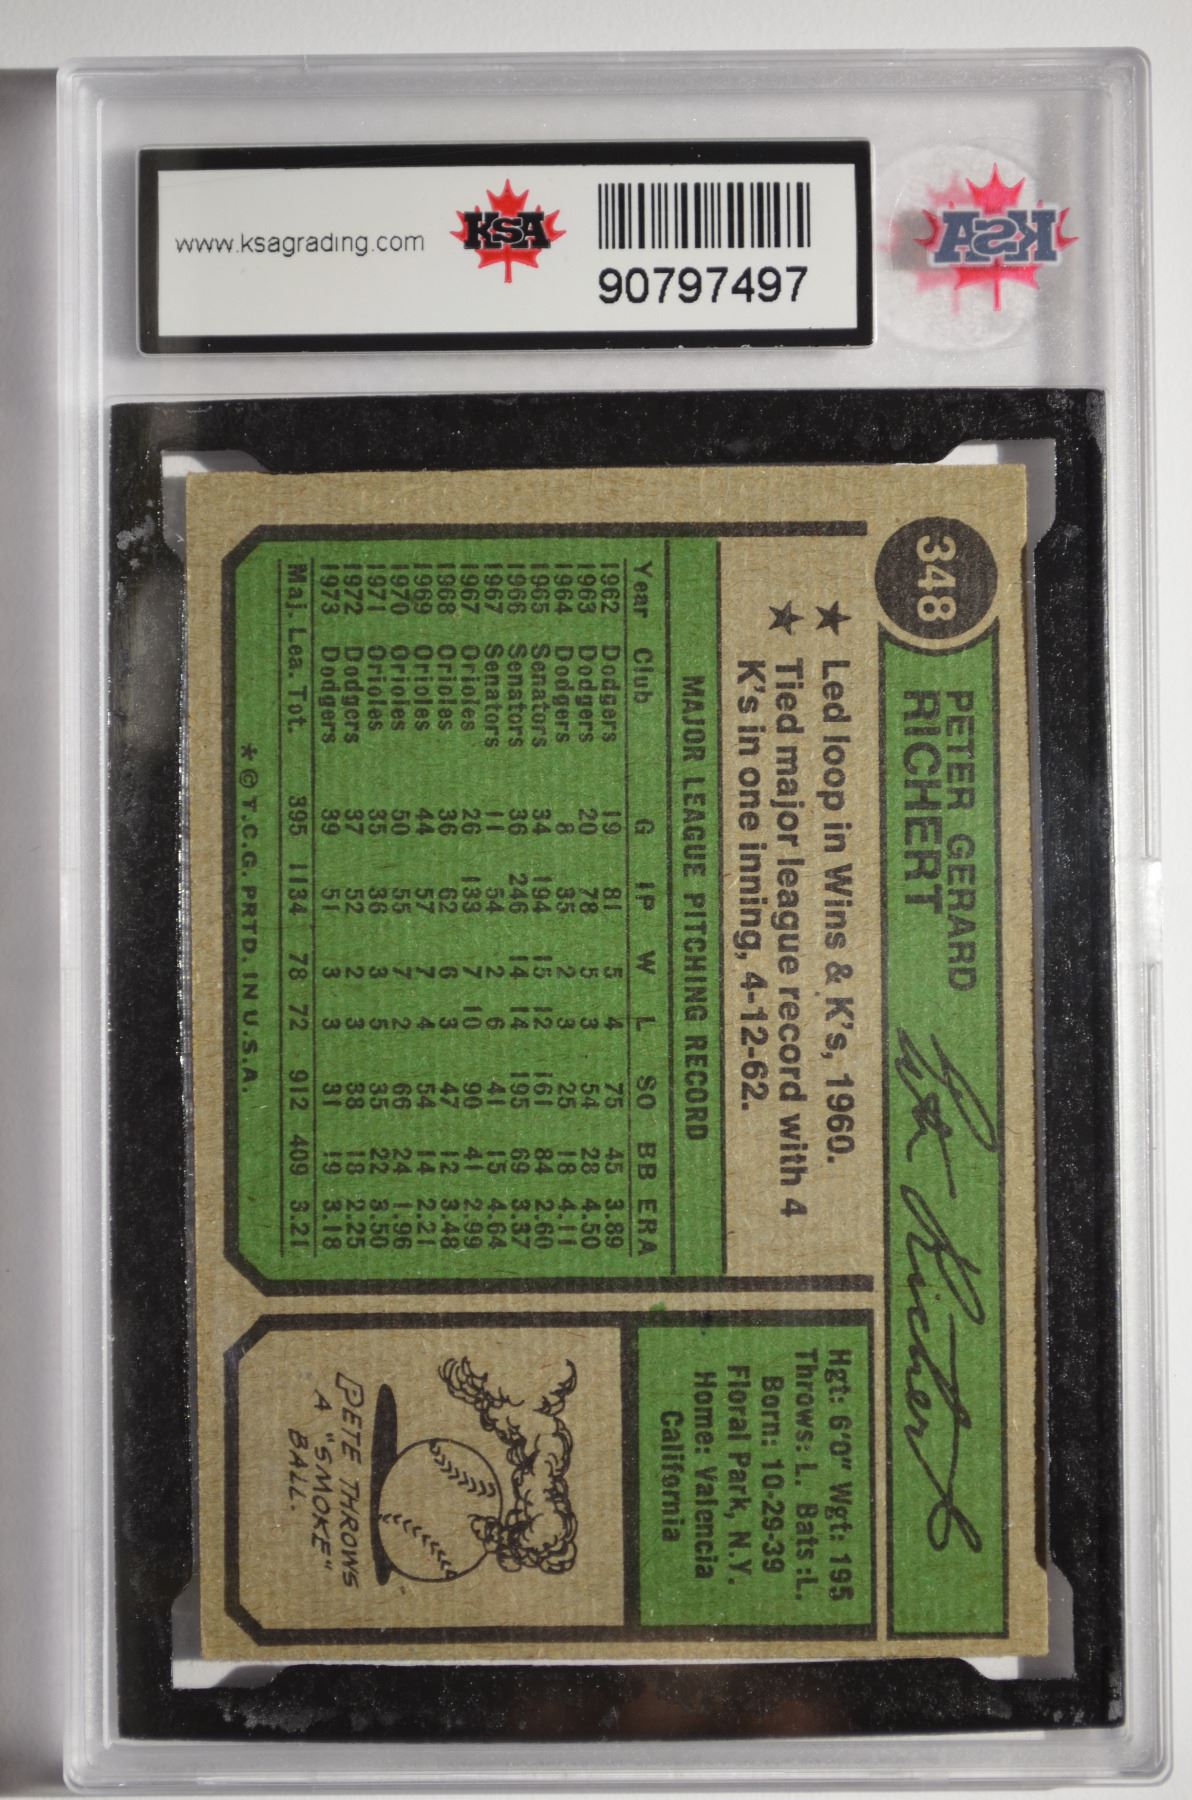 www.ksagrading.com
KSA
90797497
KSA
348
PETER GERARD
RICHERT
Pete Richert
★ Led loop in Wins & K's, 1960.
★ Tied major league record with 4
K's in one inning, 4-12-62.
MAJOR LEAGUE PITCHING RECORD
Year Club G IP W L SO BB ERA
1962 Dodgers 19 81 5 4 75 45 3.89
1963 Dodgers 20 78 5 3 54 28 4.50
1964 Dodgers 8 35 2 3 25 18 4.11
1965 Senators 34 194 15 12 161 84 2.60
1966 Senators 36 246 14 14 195 69 3.37
1967 Senators 11 54 2 6 41 15 4.64
1967 Orioles 26 133 7 10 90 41 2.99
1968 Orioles 36 62 6 3 47 12 3.48
1969 Orioles 44 57 7 4 54 14 2.21
1970 Orioles 50 55 7 2 66 24 1.96
1971 Orioles 35 36 3 5 35 22 3.50
1972 Dodgers 37 52 2 3 38 18 2.25
1973 Dodgers 39 51 3 3 31 19 3.18
Maj. Lea. Tot. 395 1134 78 72 912 409 3.21
*©T.C.G. PRTD. IN U.S.A.
Hgt: 6'0" Wgt: 195
Throws: L. Bats :L.
Born: 10-29-39
Floral Park, N.Y.
Home: Valencia
California
PETE THROWS
A "SMOKE"
BALL.